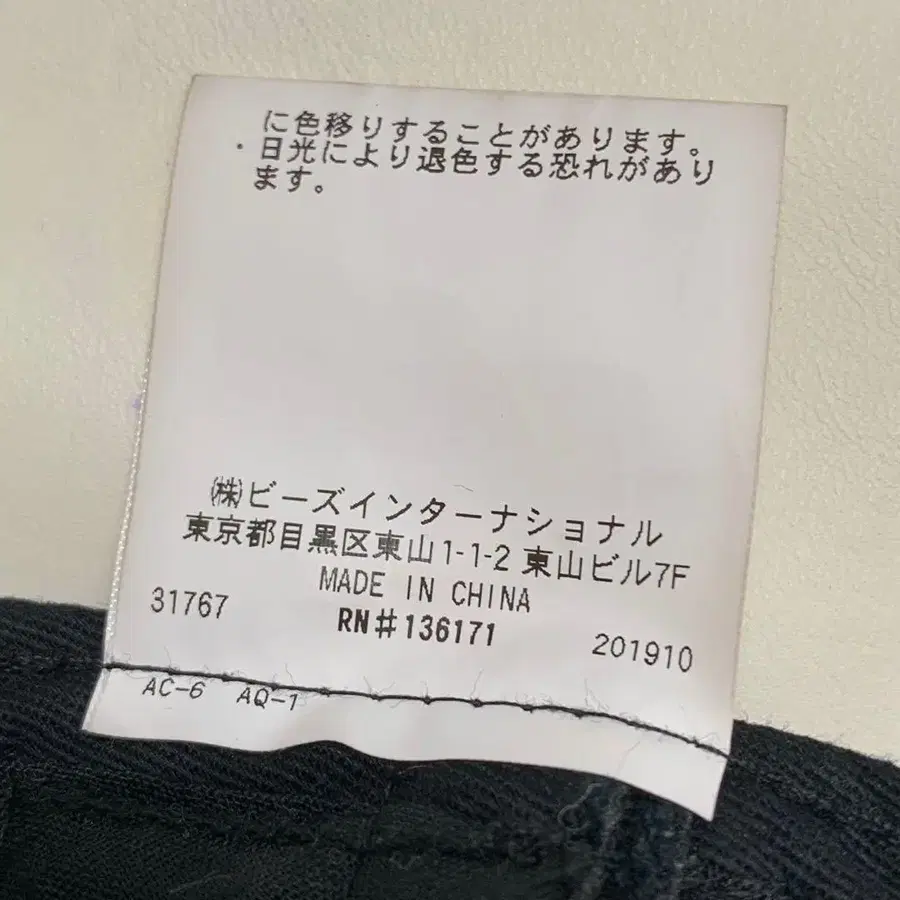 に色移りすることがあります。
・日光により退色する恐れがあり
ます。
㈱ビーズインターナショナル
東京都目黒区東山1-1-2 東山ビル7F
MADE IN CHINA
31767 RN#136171 201910
AC-6 AQ-1